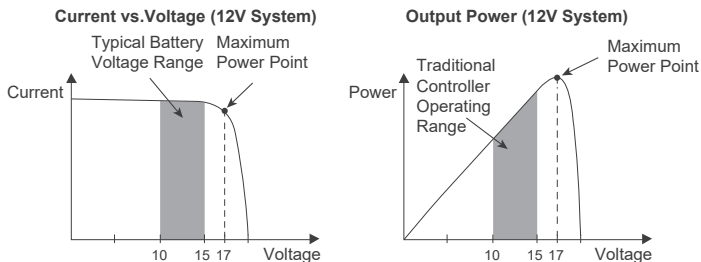 Current vs.Voltage (12V System)
Typical Battery
Voltage Range
Maximum
Power Point
Current
10
15
17
Voltage
Output Power (12V System)
Maximum
Power Point
Traditional
Controller
Operating
Range
Power
10
15
17
Voltage